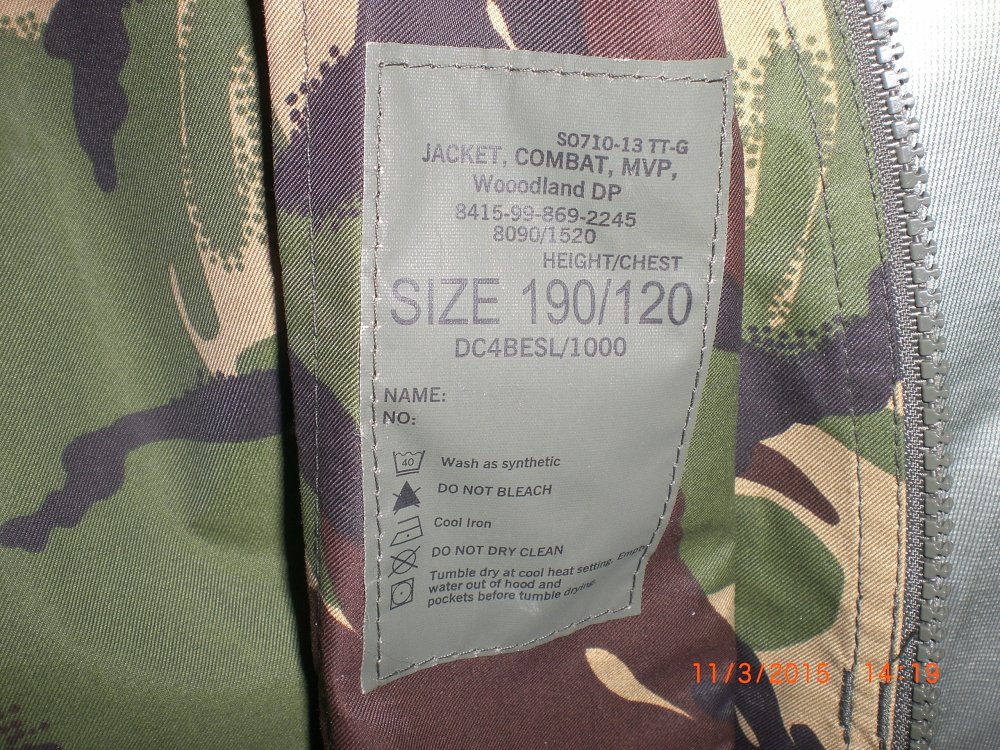 SO710-13 TT-G
JACKET, COMBAT, MVP,
Wooodland DP
8415-99-869-2245
8090/1520
HEIGHT/CHEST
SIZE 190/120
DC4BESL/1000
NAME:
NO:
40 Wash as synthetic
DO NOT BLEACH
Cool Iron
DO NOT DRY CLEAN
Tumble dry at cool heat setting. Empty
water out of hood and
pockets before tumble drying.
11/3/2015 14:19